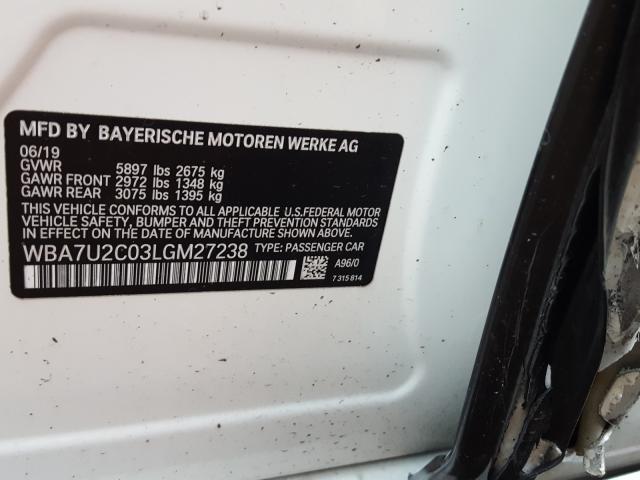 MFD BY BAYERISCHE MOTOREN WERKE AG
06/19
GVWR 5897 lbs 2675 kg
GAWR FRONT 2972 lbs 1348 kg
GAWR REAR 3075 lbs 1395 kg
THIS VEHICLE CONFORMS TO ALL APPLICABLE U.S.FEDERAL MOTOR
VEHICLE SAFETY, BUMPER AND THEFT PREVENTION STANDARDS
IN EFFECT ON THE DATE OF MANUFACTURE SHOWN ABOVE.
WBA7U2C03LGM27238 TYPE: PASSENGER CAR
A96/0
7 315 814